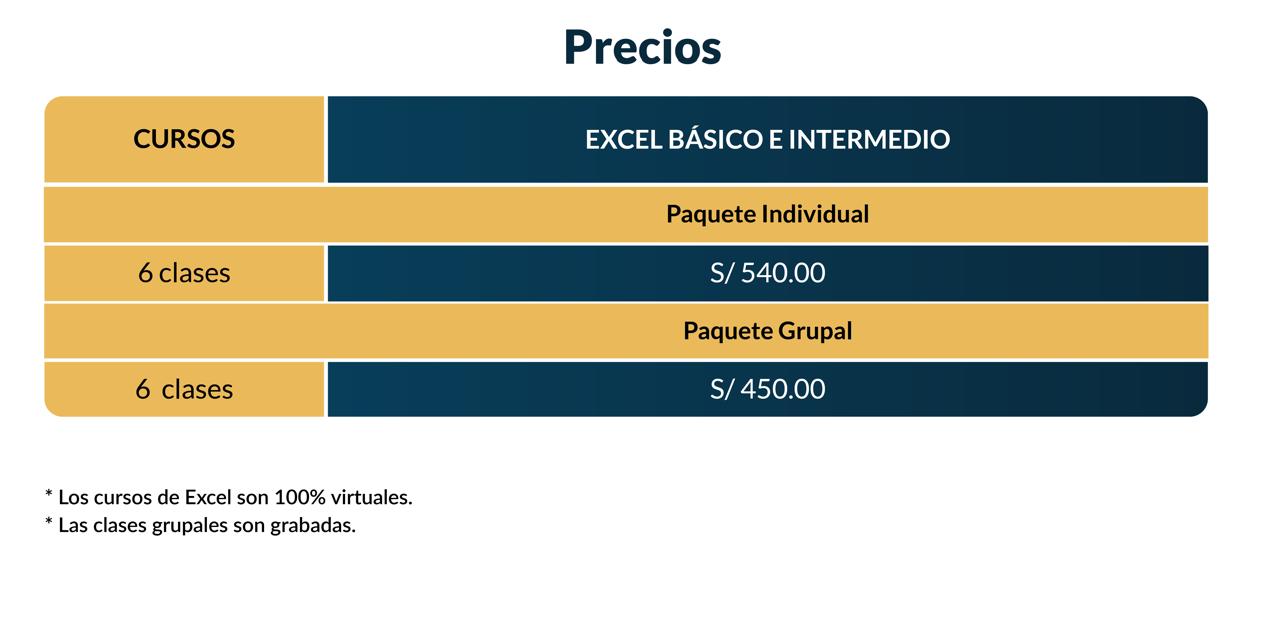 Precios
CURSOS
EXCEL BÁSICO E INTERMEDIO
Paquete Individual
6 clases
S/ 540.00
Paquete Grupal
6 clases
S/ 450.00
* Los cursos de Excel son 100% virtuales.
* Las clases grupales son grabadas.